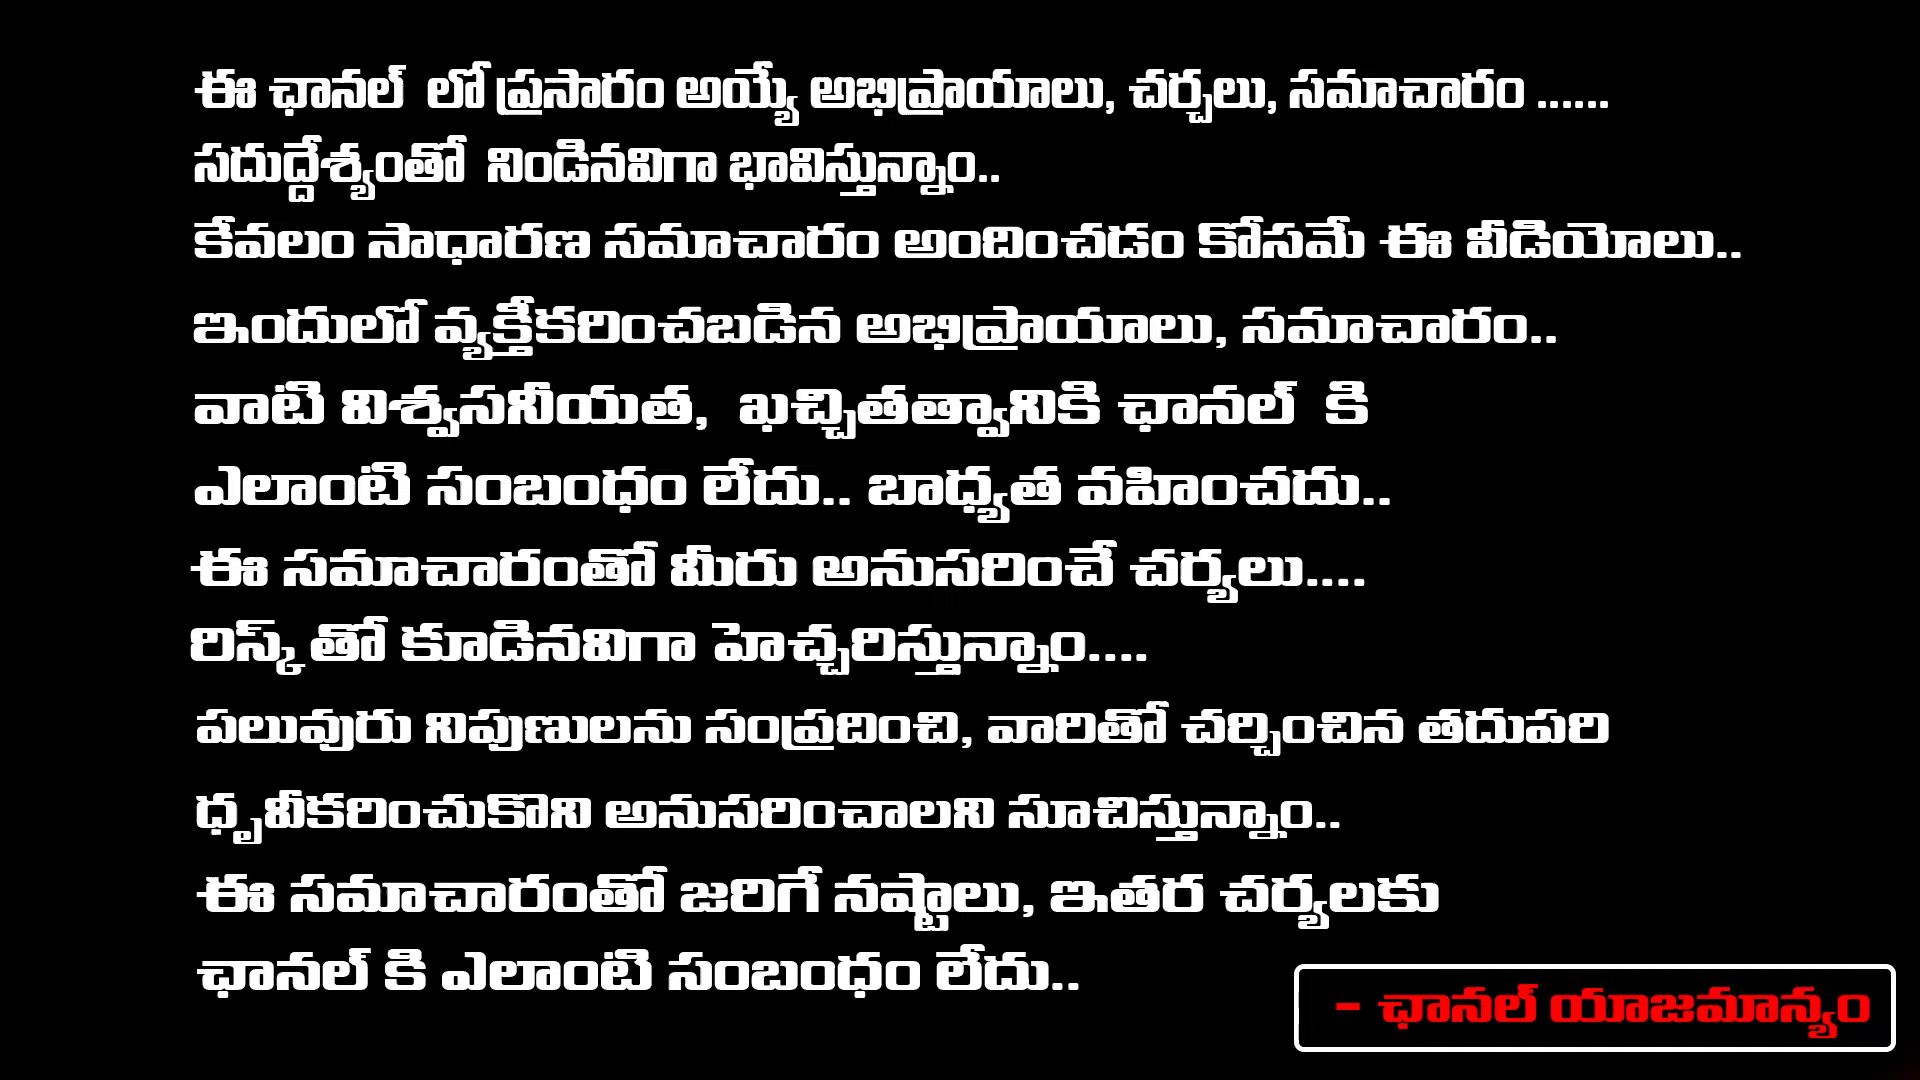 ఈ ఛానల్ లో ప్రసారం అయ్యే అభిప్రాయాలు, చర్చలు, సమాచారం ......
సదుద్దేశ్యంతో నిండినవిగా భావిస్తున్నాం..
కేవలం సాధారణ సమాచారం అందించడం కోసమే ఈ వీడియోలు..
ఇందులో వ్యక్తీకరించబడిన అభిప్రాయాలు, సమాచారం..
వాటి విశ్వసనీయత, ఖచ్చితత్వానికి ఛానల్ కి
ఎలాంటి సంబంధం లేదు.. బాధ్యత వహించదు..
ఈ సమాచారంతో మీరు అనుసరించే చర్యలు....
రిస్క్ తో కూడినవిగా హెచ్చరిస్తున్నాం....
పలువురు నిపుణులను సంప్రదించి, వారితో చర్చించిన తదుపరి
ధృవీకరించుకొని అనుసరించాలని సూచిస్తున్నాం..
ఈ సమాచారంతో జరిగే నష్టాలు, ఇతర చర్యలకు
ఛానల్ కి ఎలాంటి సంబంధం లేదు..
- ఛానల్ యాజమాన్యం